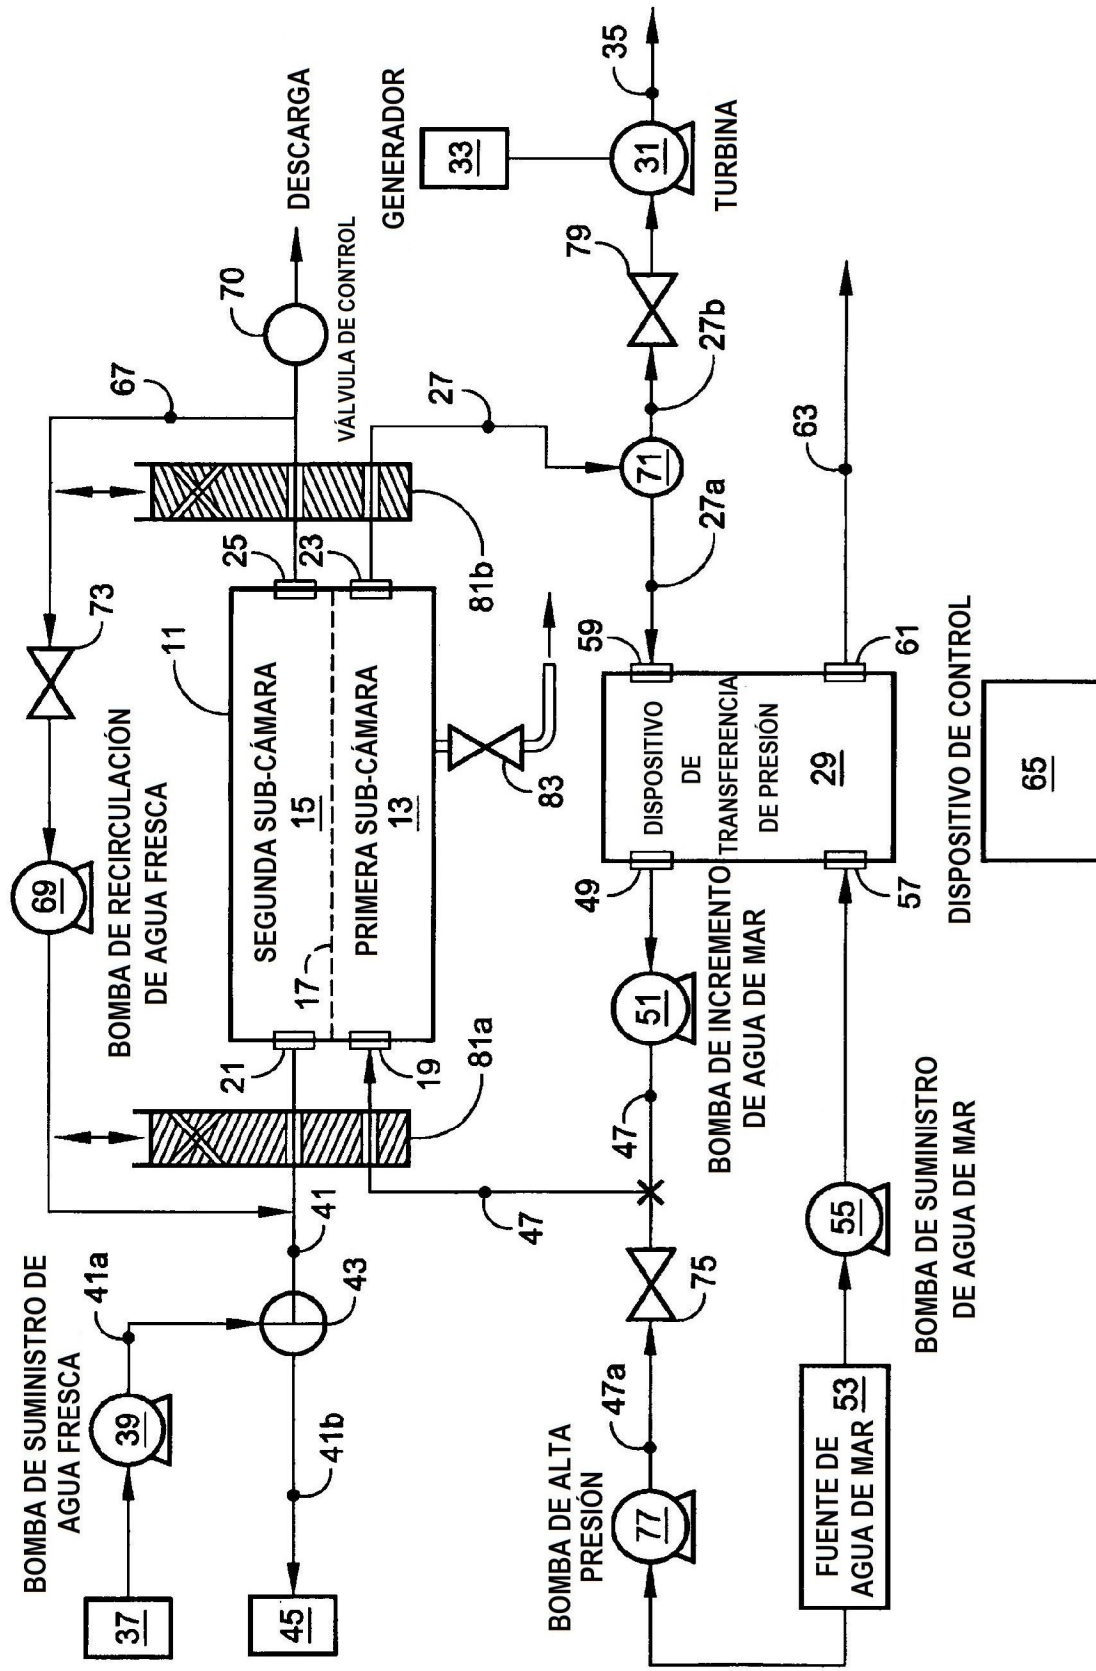 BOMBA DE SUMINISTRO DE
AGUA FRESCA
37
39
41a
45
41b
43
41
BOMBA DE RECIRCULACIÓN
DE AGUA FRESCA
69
73
67
70
DESCARGA
VÁLVULA DE CONTROL
11
21
19
81a
17
SEGUNDA SUB-CÁMARA
15
PRIMERA SUB-CÁMARA
13
25
23
81b
83
27
GENERADOR
33
35
31
TURBINA
79
27b
71
27a
BOMBA DE ALTA
PRESIÓN
77
47a
75
47
47
51
BOMBA DE INCREMENTO
DE AGUA DE MAR
49
59
DISPOSITIVO
DE
TRANSFERENCIA
DE PRESIÓN
29
57
61
63
FUENTE DE
AGUA DE MAR
53
55
BOMBA DE SUMINISTRO
DE AGUA DE MAR
DISPOSITIVO DE CONTROL
65